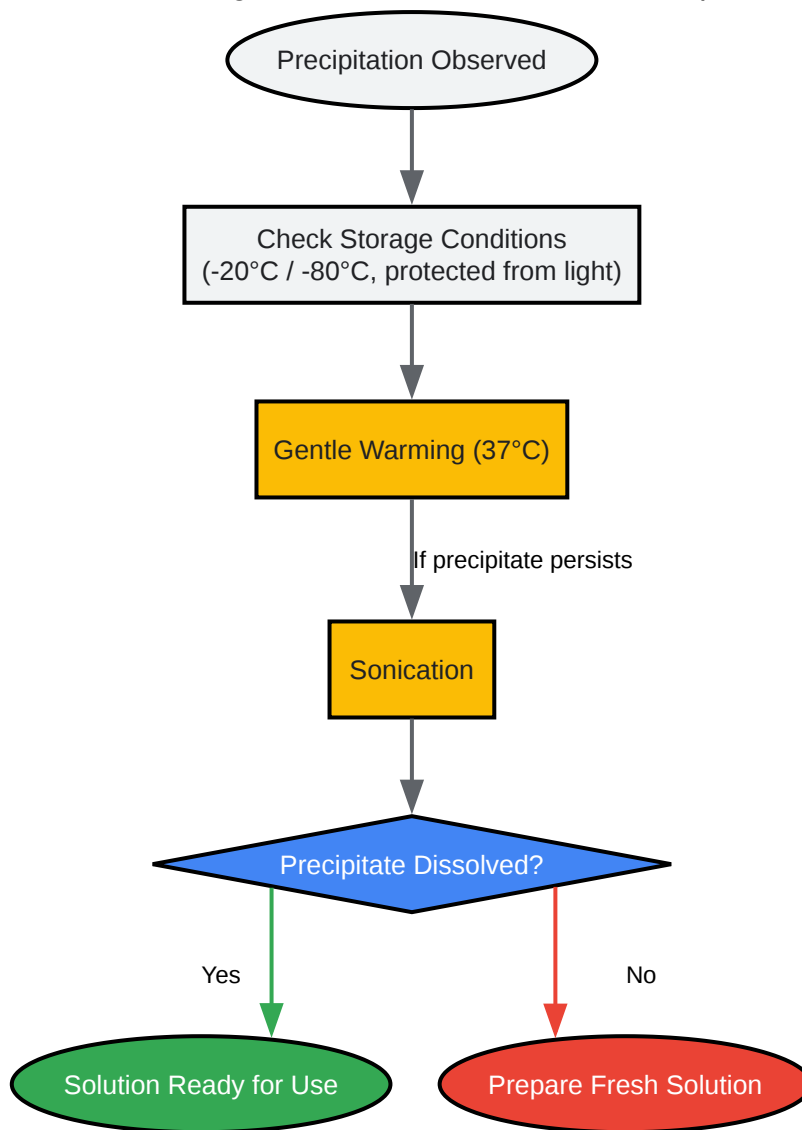 Precipitation Observed
Check Storage Conditions
(-20°C / -80°C, protected from light)
Gentle Warming (37°C)
If precipitate persists
Sonication
Precipitate Dissolved?
Yes
No
Solution Ready for Use
Prepare Fresh Solution